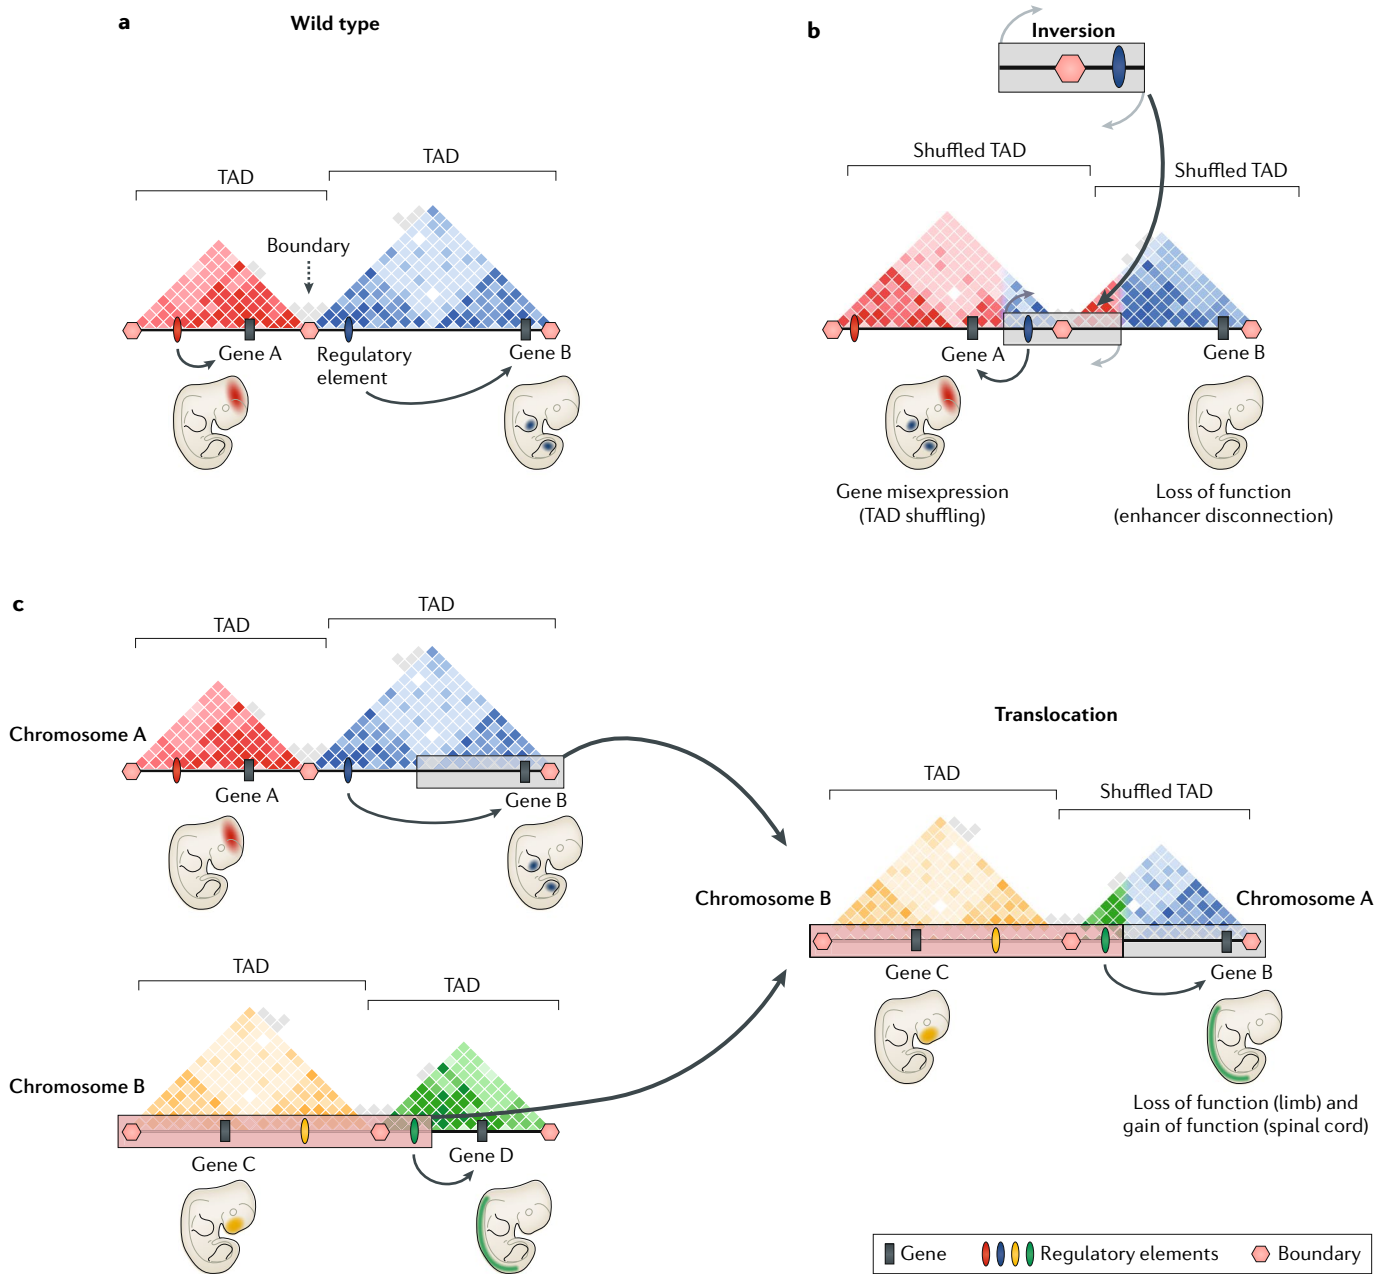 a
Wild type
TAD
TAD
Boundary
Gene A
Regulatory
element
Gene B
b
Inversion
Shuffled TAD
Shuffled TAD
Gene A
Gene B
Gene misexpression
(TAD shuffling)
Loss of function
(enhancer disconnection)
c
TAD
TAD
Chromosome A
Gene A
Gene B
TAD
TAD
Chromosome B
Gene C
Gene D
Translocation
TAD
Shuffled TAD
Chromosome B
Chromosome A
Gene C
Gene B
Loss of function (limb) and
gain of function (spinal cord)
Gene
Regulatory elements
Boundary